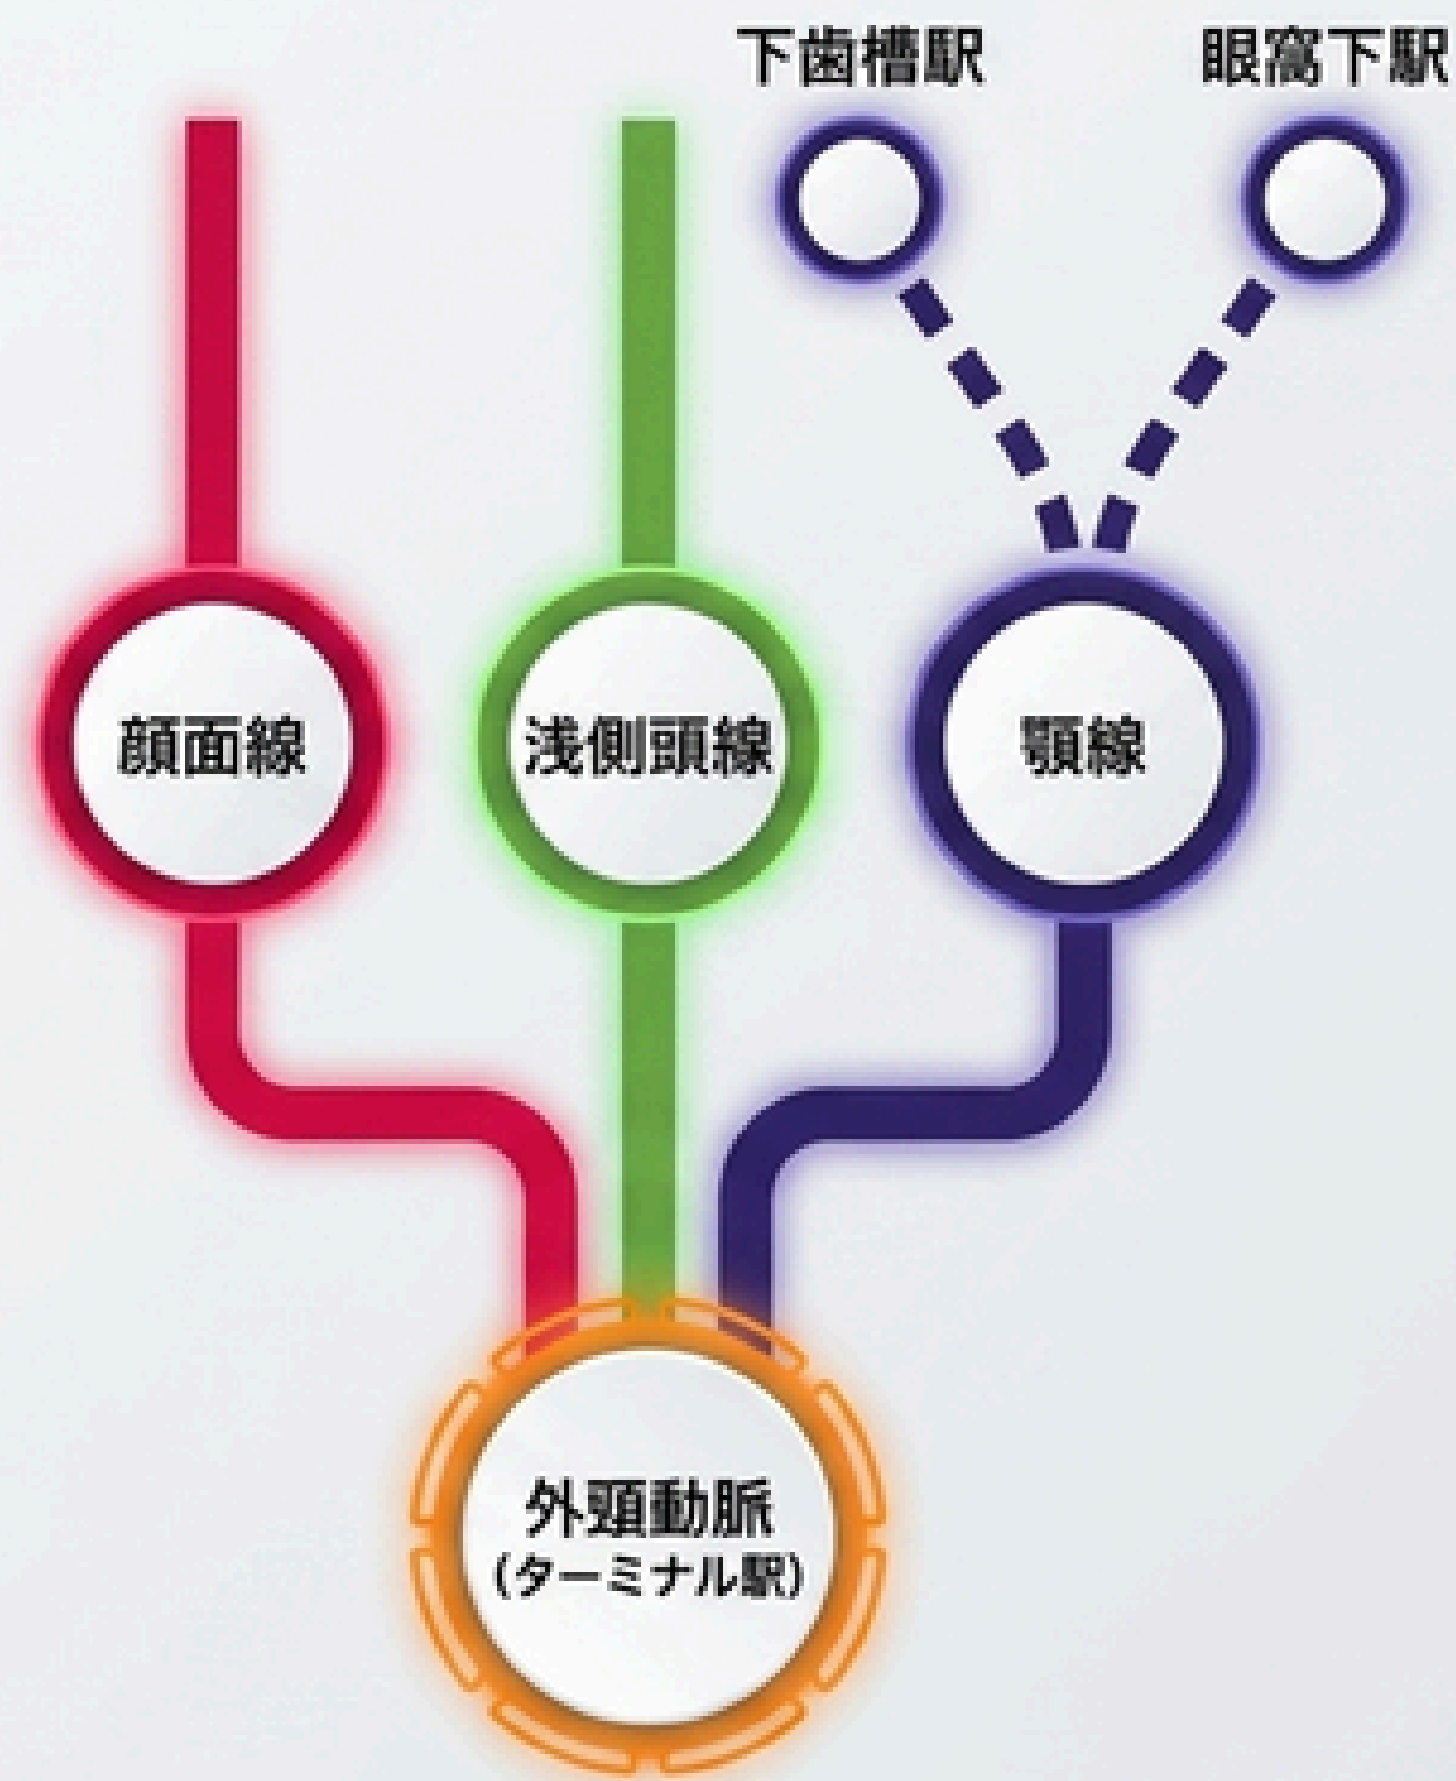 下歯槽駅
眼窩下駅
顔面線
浅側頭線
顎線
外頸動脈
(ターミナル駅)